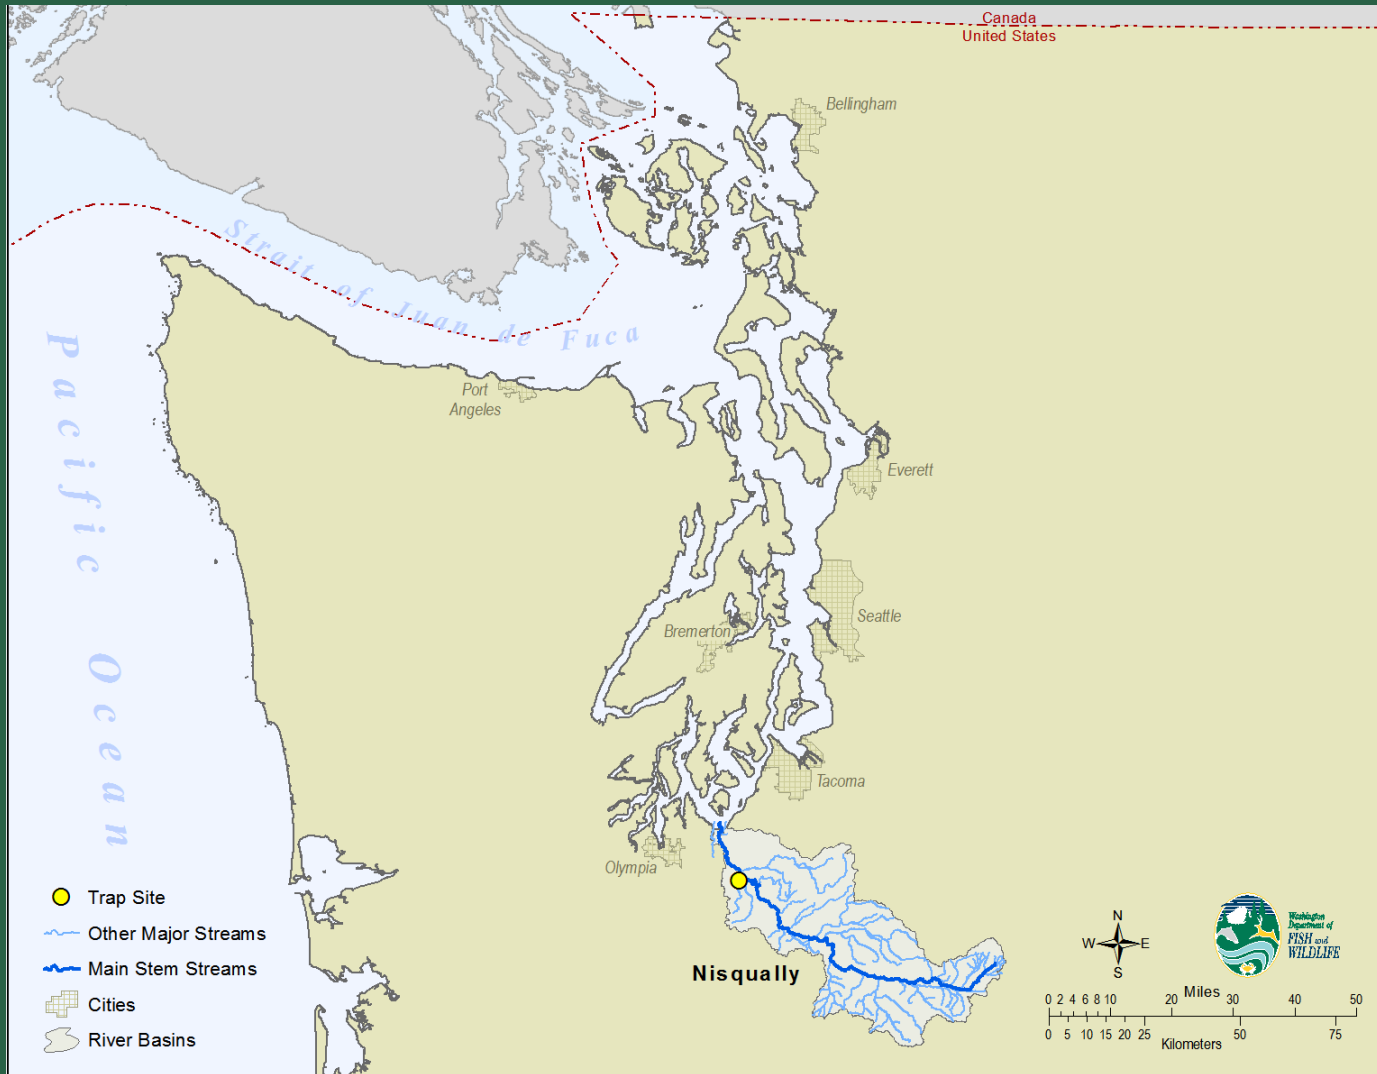 Canada
United States
Bellingham
Strait of Juan de Fuca
Port
Angeles
Pacific Ocean
Everett
Seattle
Bremerton
Tacoma
Olympia
Nisqually
Trap Site
Other Major Streams
Main Stem Streams
Cities
River Basins
N
W E
S
Washington
Department of
FISH and
WILDLIFE
Miles
0 2 4 6 8 10 20 30 40 50
0 5 10 15 20 25 50 75
Kilometers